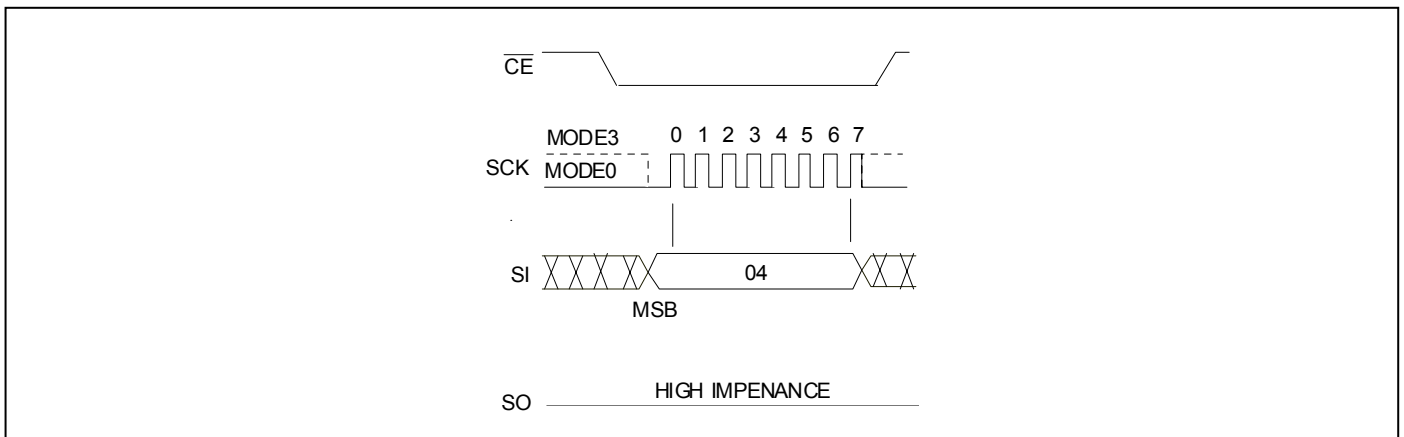 CE
MODE3 0 1 2 3 4 5 6 7
SCK MODE0
SI 04
MSB
HIGH IMPENANCE
SO